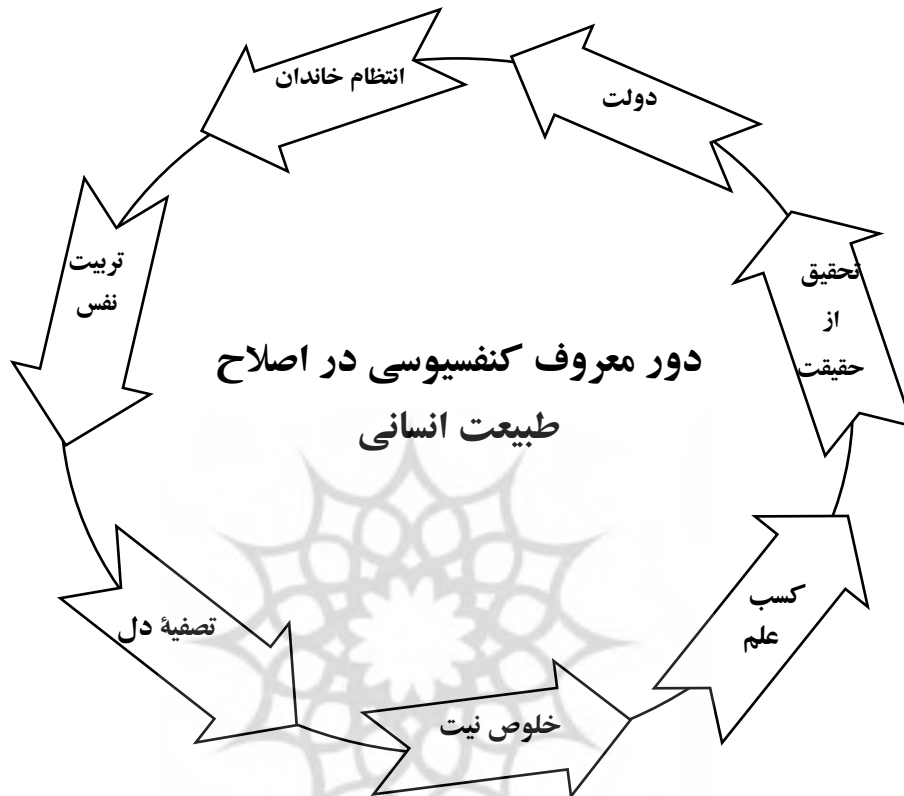 دولت
انتظام خاندان
تربیت
نفس
تصفیهٔ دل
خلوص نیت
کسب
علم
تحقیق
از
حقیقت
دور معروف کنفسیوسی در اصلاح
طبیعت انسانی